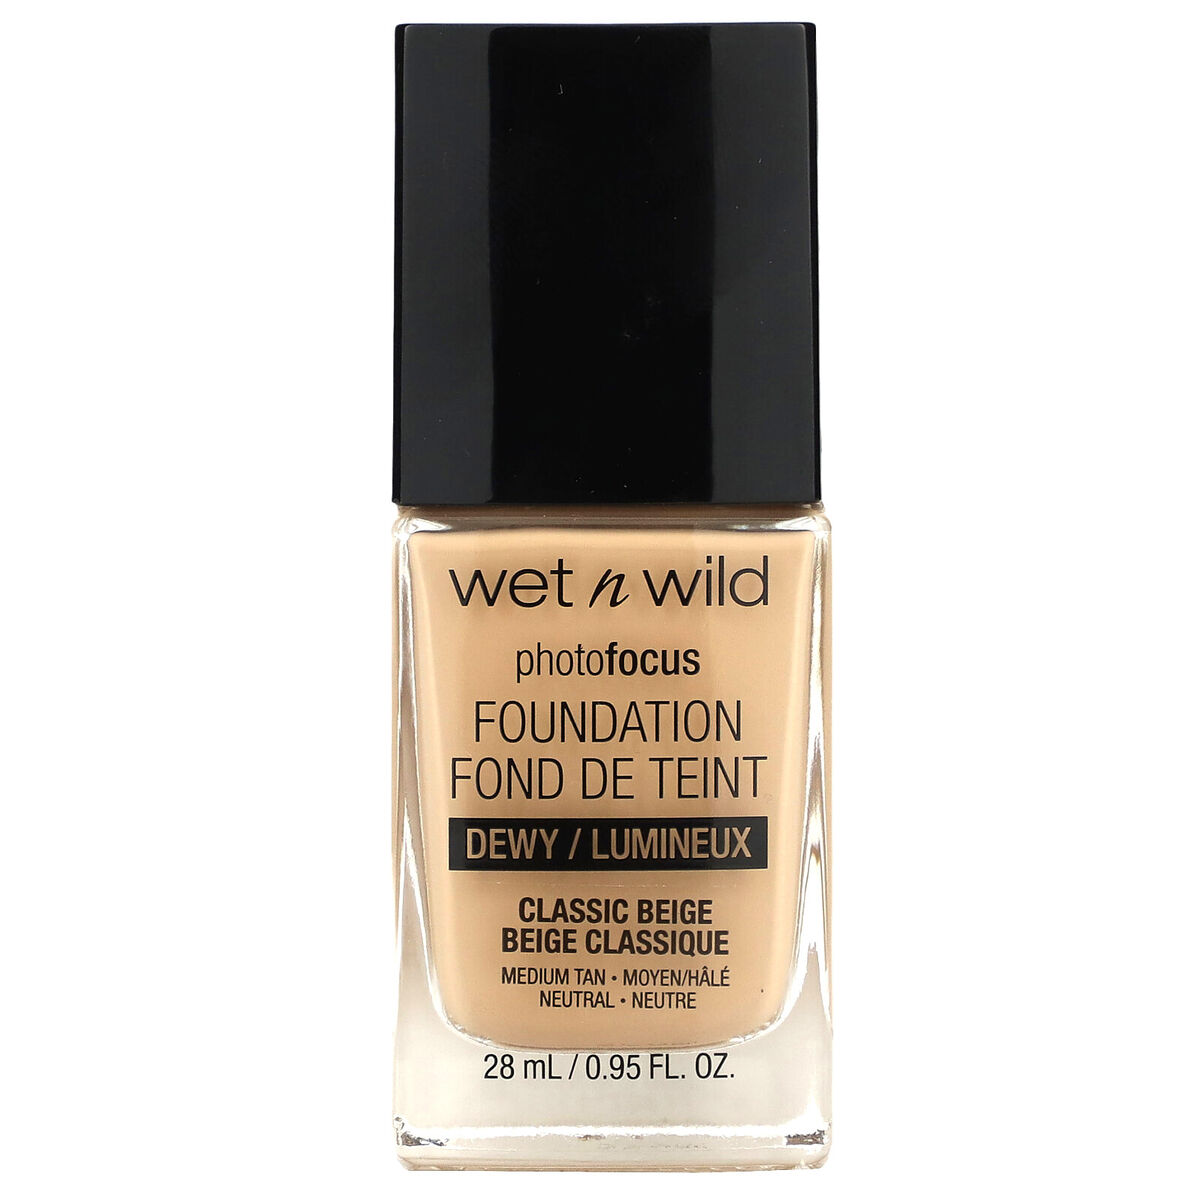 wet n wild
photofocus
FOUNDATION
FOND DE TEINT
DEWY / LUMINEUX
CLASSIC BEIGE
BEIGE CLASSIQUE
MEDIUM TAN • MOYEN/HÂLÉ
NEUTRAL • NEUTRE
28 mL / 0.95 FL. OZ.